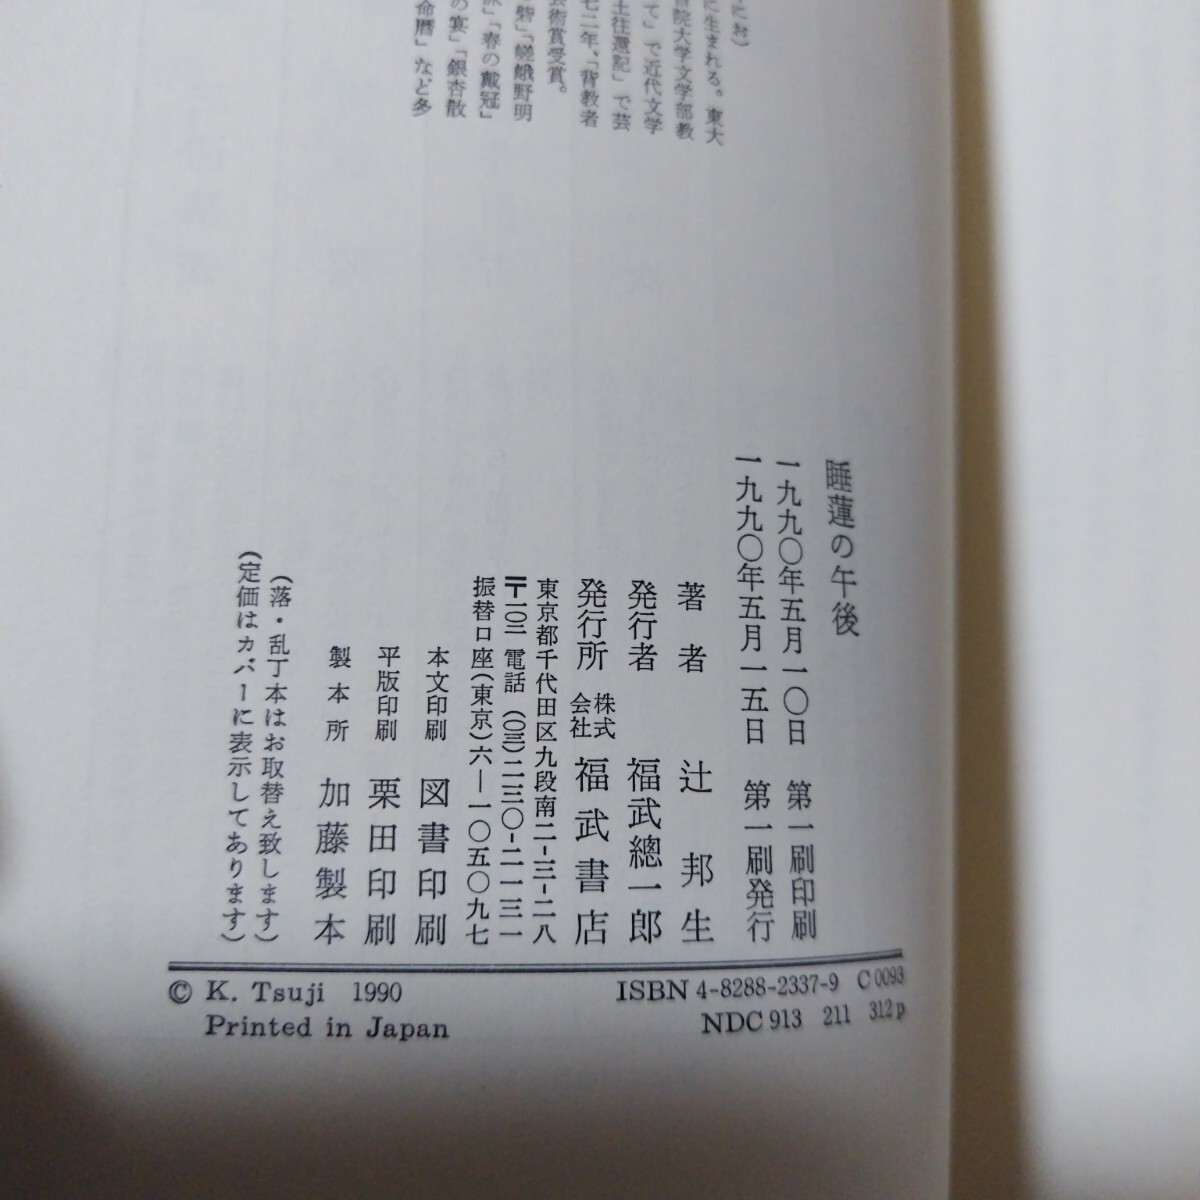 に生まれる。東大
書院大学文学部教
て」で近代文学
土往還記」で芸
七二年、「背教者
芸術賞受賞。
砦」「嵯峨野明
「春の戴冠」
の宴」「銀杏散
命暦」など多
睡蓮の午後
一九九〇年五月一〇日 第一刷印刷
一九九〇年五月一五日 第一刷発行
著者 辻邦生
発行者 福武總一郎
発行所 株式会社 福武書店
東京都千代田区九段南二-三-二八
〒一〇二 電話(〇三)二三〇-二一三一
振替口座(東京)六―一〇五〇九七
本文印刷 図書印刷
平版印刷 栗田印刷
製本所 加藤製本
(落・乱丁本はお取替え致します)
(定価はカバーに表示してあります)
© K. Tsuji 1990
Printed in Japan
ISBN 4-8288-2337-9 C 0093
NDC 913 211 312 p